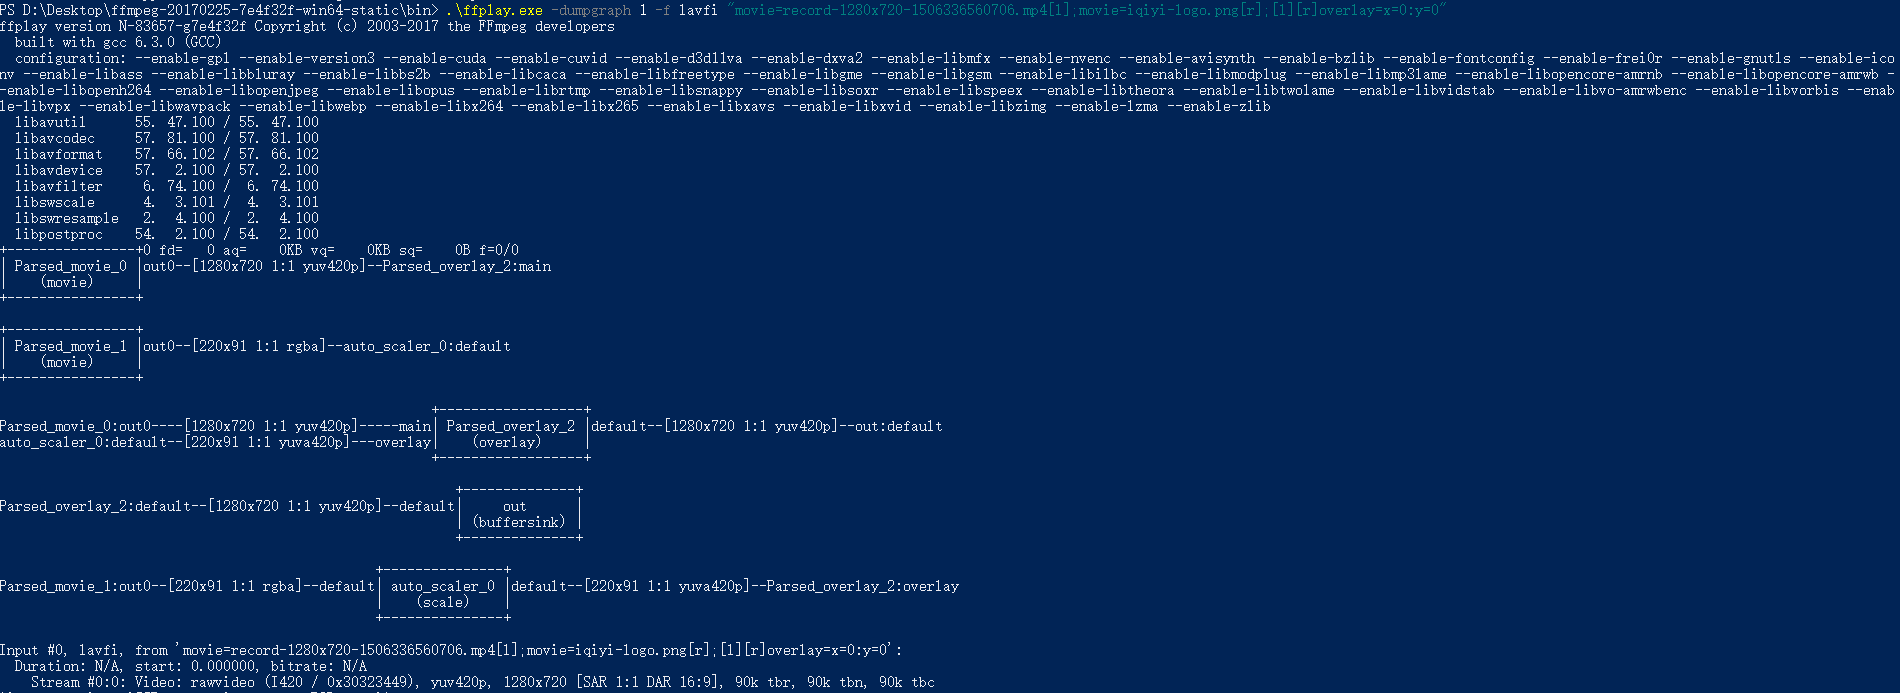 PS D:\Desktop\ffmpeg-20170225-7e4f32f-win64-static\bin> .\ffplay.exe -dumpgraph 1 -f lavfi "movie=record-1280x720-1506336560706.mp4[l];movie=iqiyi-logo.png[r];[l][r]overlay=x=0:y=0"
ffplay version N-83657-g7e4f32f Copyright (c) 2003-2017 the FFmpeg developers
  built with gcc 6.3.0 (GCC)
  configuration: --enable-gpl --enable-version3 --enable-cuda --enable-cuvid --enable-d3d11va --enable-dxva2 --enable-libmfx --enable-nvenc --enable-avisynth --enable-bzlib --enable-fontconfig --enable-frei0r --enable-gnutls --enable-ico
nv --enable-libass --enable-libbluray --enable-libbs2b --enable-libcaca --enable-libfreetype --enable-libgme --enable-libgsm --enable-libilbc --enable-libmodplug --enable-libmp3lame --enable-libopencore-amrnb --enable-libopencore-amrwb -
-enable-libopenh264 --enable-libopenjpeg --enable-libopus --enable-librtmp --enable-libsnappy --enable-libsoxr --enable-libspeex --enable-libtheora --enable-libtwolame --enable-libvidstab --enable-libvo-amrwbenc --enable-libvorbis --enab
le-libvpx --enable-libwavpack --enable-libwebp --enable-libx264 --enable-libx265 --enable-libxavs --enable-libxvid --enable-libzimg --enable-lzma --enable-zlib
  libavutil      55. 47.100 / 55. 47.100
  libavcodec     57. 81.100 / 57. 81.100
  libavformat    57. 66.102 / 57. 66.102
  libavdevice    57.  2.100 / 57.  2.100
  libavfilter     6. 74.100 /  6. 74.100
  libswscale      4.  3.101 /  4.  3.101
  libswresample   2.  4.100 /  2.  4.100
  libpostproc    54.  2.100 / 54.  2.100
+----------------+0 fd=   0 aq=    0KB vq=    0KB sq=    0B f=0/0
| Parsed_movie_0 |out0--[1280x720 1:1 yuv420p]--Parsed_overlay_2:main
|    (movie)     |
+----------------+
+----------------+
| Parsed_movie_1 |out0--[220x91 1:1 rgba]--auto_scaler_0:default
|    (movie)     |
+----------------+
                                                      +------------------+
Parsed_movie_0:out0----[1280x720 1:1 yuv420p]-----main| Parsed_overlay_2 |default--[1280x720 1:1 yuv420p]--out:default
auto_scaler_0:default--[220x91 1:1 yuva420p]---overlay|    (overlay)     |
                                                      +------------------+
                                                         +--------------+
Parsed_overlay_2:default--[1280x720 1:1 yuv420p]--default|     out      |
                                                         | (buffersink) |
                                                         +--------------+
                                               +---------------+
Parsed_movie_1:out0--[220x91 1:1 rgba]--default| auto_scaler_0 |default--[220x91 1:1 yuva420p]--Parsed_overlay_2:overlay
                                               |    (scale)    |
                                               +---------------+
Input #0, lavfi, from 'movie=record-1280x720-1506336560706.mp4[l];movie=iqiyi-logo.png[r];[l][r]overlay=x=0:y=0':
  Duration: N/A, start: 0.000000, bitrate: N/A
    Stream #0:0: Video: rawvideo (I420 / 0x30323449), yuv420p, 1280x720 [SAR 1:1 DAR 16:9], 90k tbr, 90k tbn, 90k tbc